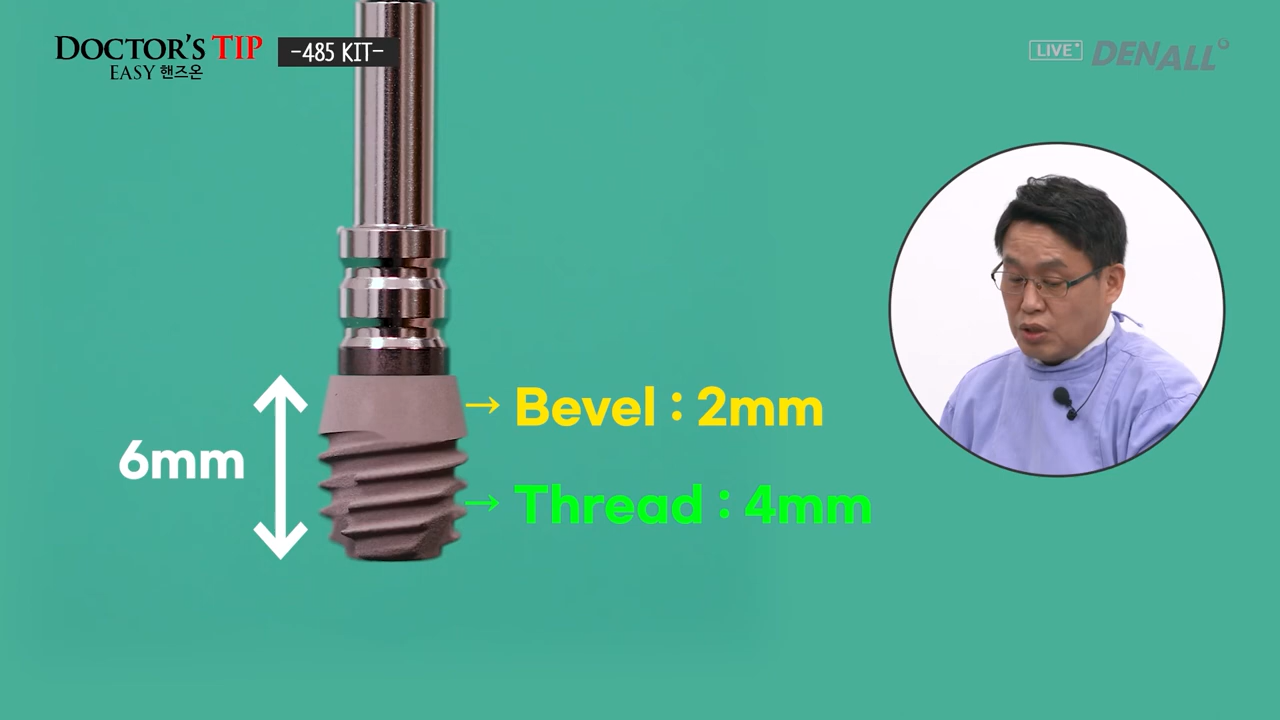 DOCTOR'S TIP
EASY 핸즈온
-485 KIT-
LIVE
DENALL
6mm
→ Bevel : 2mm
→ Thread : 4mm